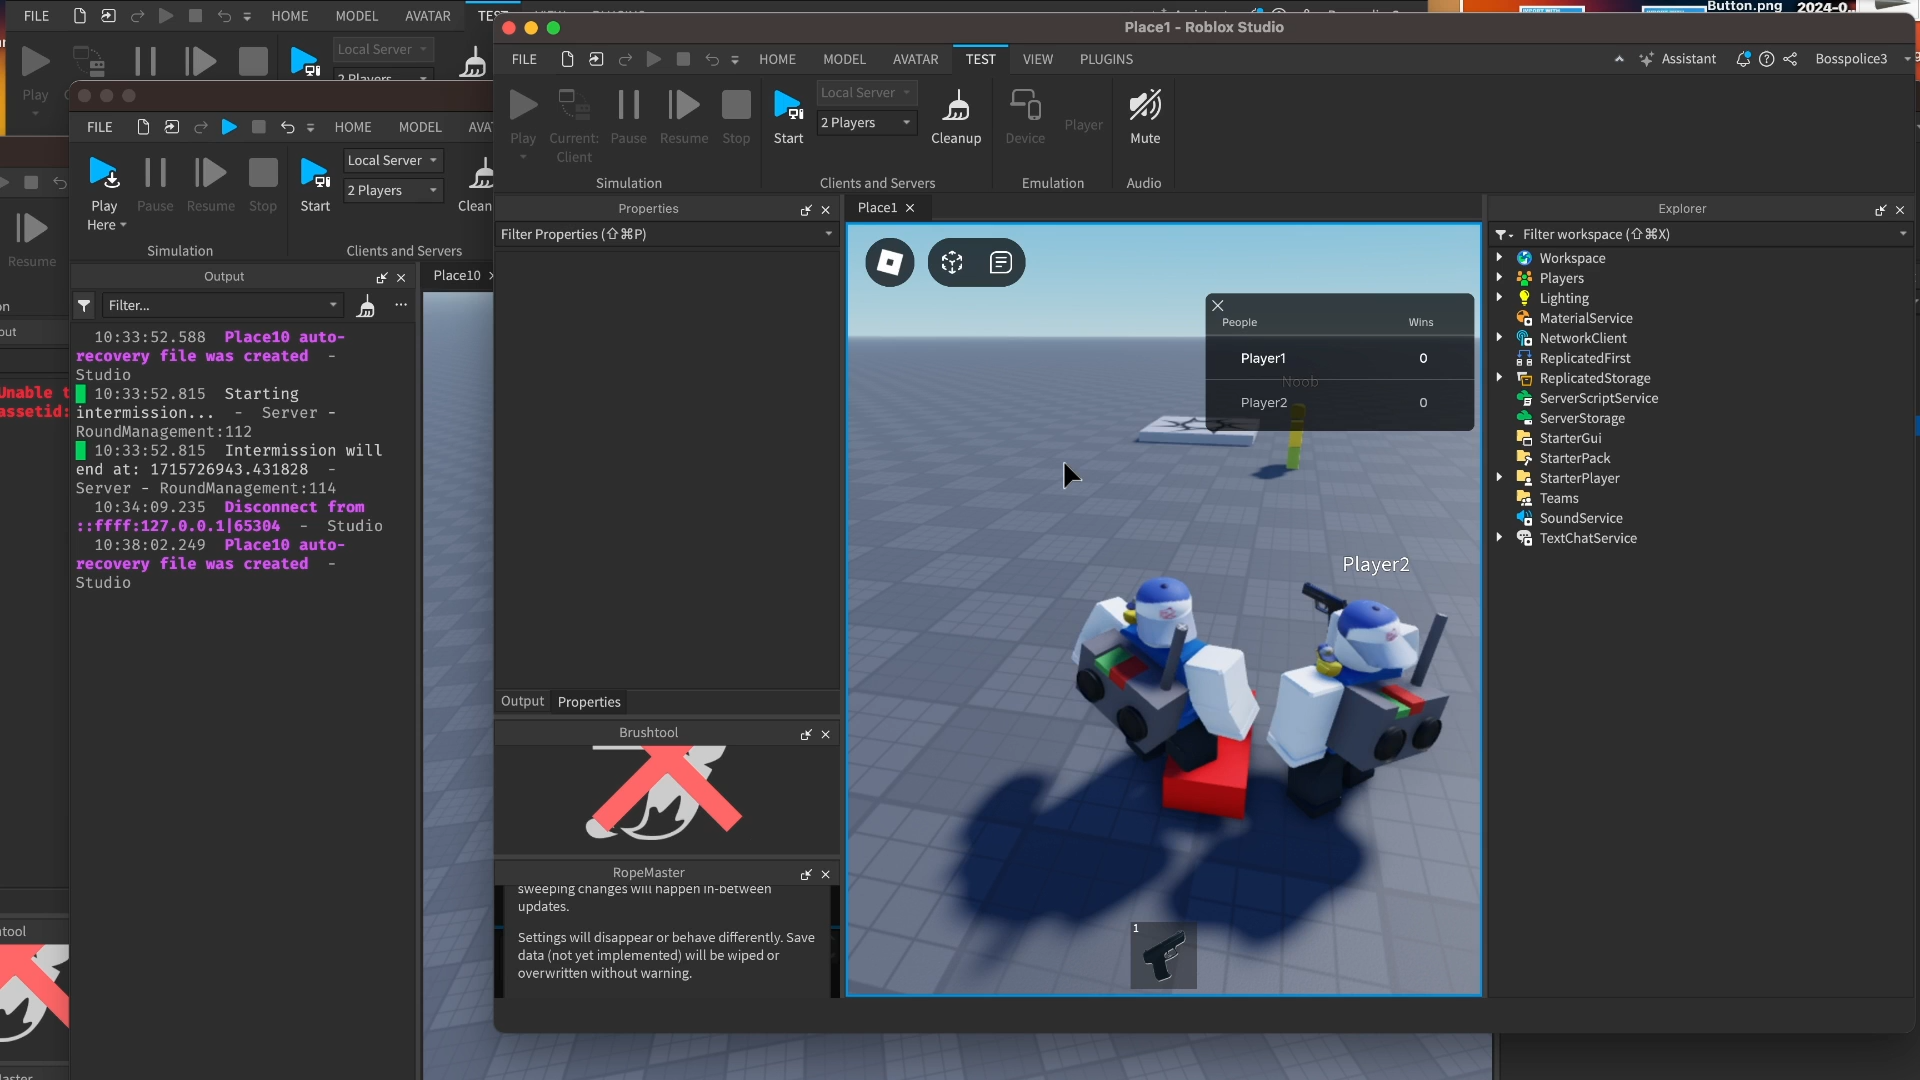 Button.png 2024-0...
FILE HOME MODEL AVATAR
Local Server
2 Players
Play
Place1 - Roblox Studio
FILE HOME MODEL AVATAR TEST VIEW PLUGINS
Assistant Bosspolice3
Play Current: Client Pause Resume Stop
Local Server
2 Players
Start Cleanup Device Player Mute
Simulation Clients and Servers Emulation Audio
FILE HOME MODEL AVA
Local Server
2 Players
Play Here Pause Resume Stop Start Clean
Simulation Clients and Servers
Resume
Output
Place10
Filter...
10:33:52.588 Place10 auto-
recovery file was created -
Studio
10:33:52.815 Starting
intermission... - Server -
RoundManagement:112
10:33:52.815 Intermission will
end at: 1715726943.431828 -
Server - RoundManagement:114
10:34:09.235 Disconnect from
::ffff:127.0.0.1|65304 - Studio
10:38:02.249 Place10 auto-
recovery file was created -
Studio
Unable t
assetid:
Properties
Filter Properties (⇧⌘P)
Output Properties
Brushtool
RopeMaster
sweeping changes will happen in-between
updates.
Settings will disappear or behave differently. Save
data (not yet implemented) will be wiped or
overwritten without warning.
Place1
People Wins
Player1 0
Noob
Player2 0
Player2
1
Explorer
Filter workspace (⇧⌘X)
Workspace
Players
Lighting
MaterialService
NetworkClient
ReplicatedFirst
ReplicatedStorage
ServerScriptService
ServerStorage
StarterGui
StarterPack
StarterPlayer
Teams
SoundService
TextChatService